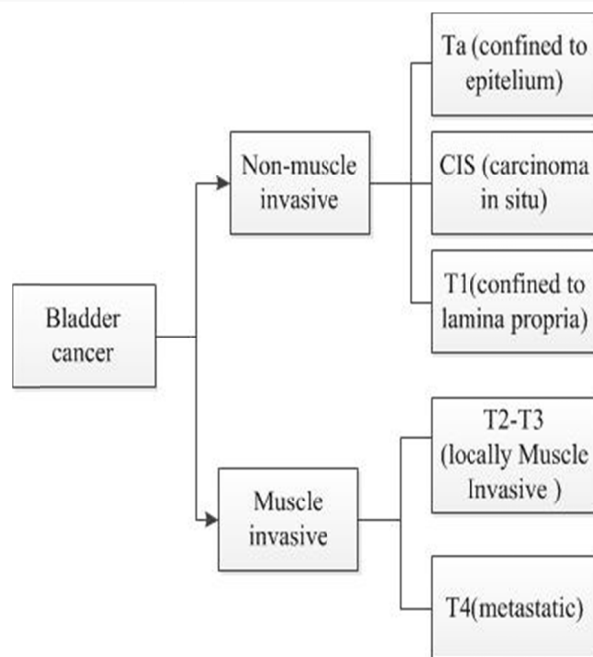 Bladder
cancer
Non-muscle
invasive
Ta (confined to
epitelium)
CIS (carcinoma
in situ)
T1(confined to
lamina propria)
Muscle
invasive
T2-T3
(locally Muscle
Invasive )
T4(metastatic)